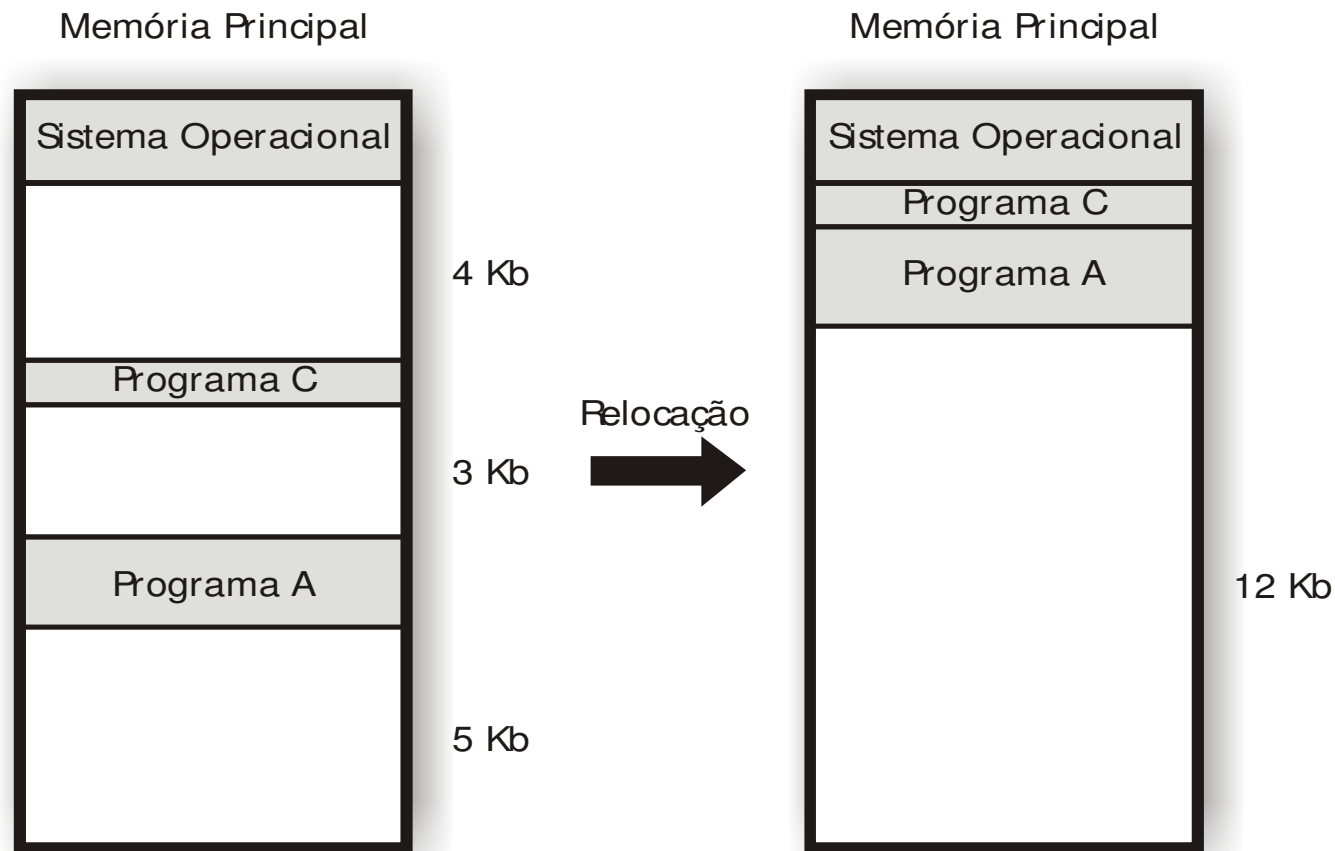 Memória Principal
Sistema Operacional
4 Kb
Programa C
3 Kb
Programa A
5 Kb
Relocação
Memória Principal
Sistema Operacional
Programa C
Programa A
12 Kb